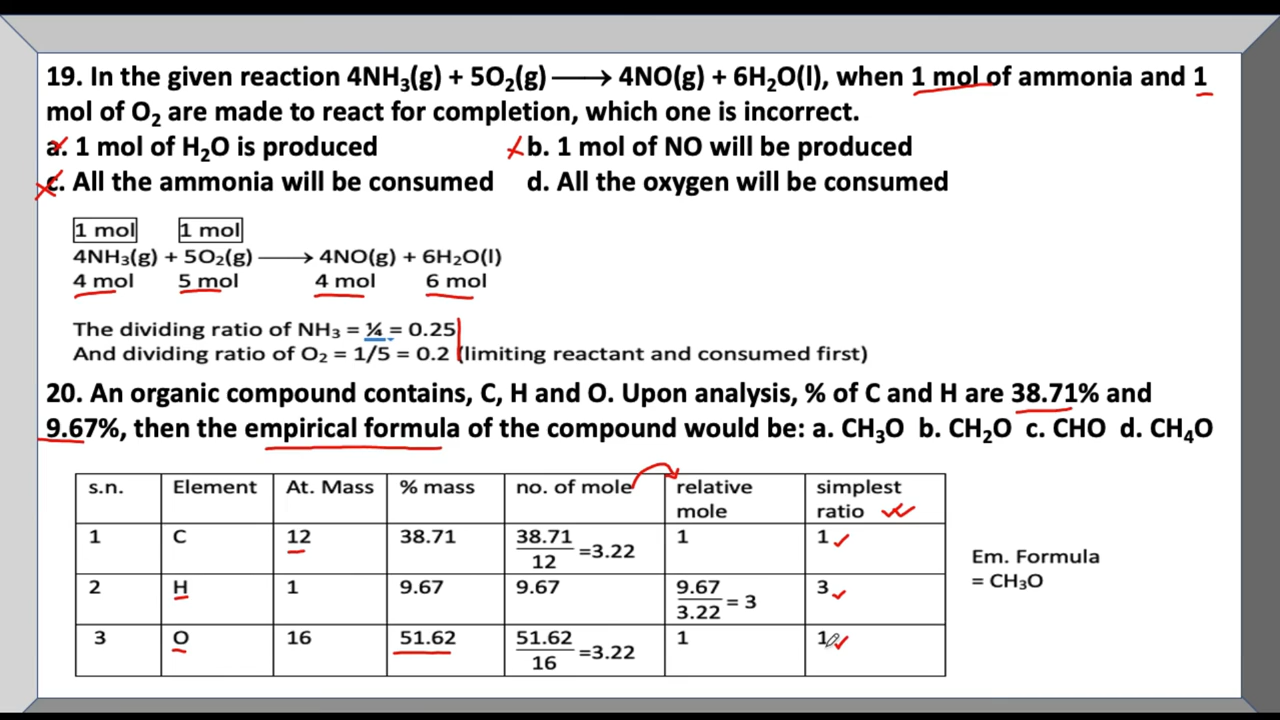 19. In the given reaction 4NH₃(g) + 5O₂(g) ⟶ 4NO(g) + 6H₂O(l), when 1 mol of ammonia and 1
mol of O₂ are made to react for completion, which one is incorrect.
a. 1 mol of H₂O is produced b. 1 mol of NO will be produced
c. All the ammonia will be consumed d. All the oxygen will be consumed
1 mol 1 mol
4NH₃(g) + 5O₂(g) ⟶ 4NO(g) + 6H₂O(l)
4 mol 5 mol 4 mol 6 mol
The dividing ratio of NH₃ = ¼ = 0.25
And dividing ratio of O₂ = 1/5 = 0.2 (limiting reactant and consumed first)
20. An organic compound contains, C, H and O. Upon analysis, % of C and H are 38.71% and
9.67%, then the empirical formula of the compound would be: a. CH₃O b. CH₂O c. CHO d. CH₄O
s.n. Element At. Mass % mass no. of mole relative mole simplest ratio
1 C 12 38.71 38.71/12 =3.22 1 1
2 H 1 9.67 9.67 9.67/3.22 = 3 3
3 O 16 51.62 51.62/16 =3.22 1 1
Em. Formula
= CH₃O